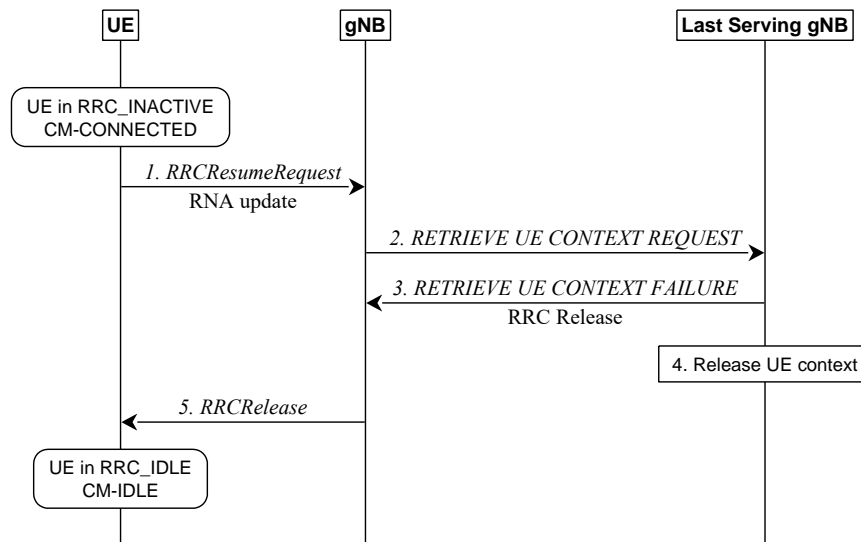 UE
gNB
Last Serving gNB
UE in RRC_INACTIVE
CM-CONNECTED
1. RRCResumeRequest
RNA update
2. RETRIEVE UE CONTEXT REQUEST
3. RETRIEVE UE CONTEXT FAILURE
RRC Release
4. Release UE context
5. RRCRelease
UE in RRC_IDLE
CM-IDLE